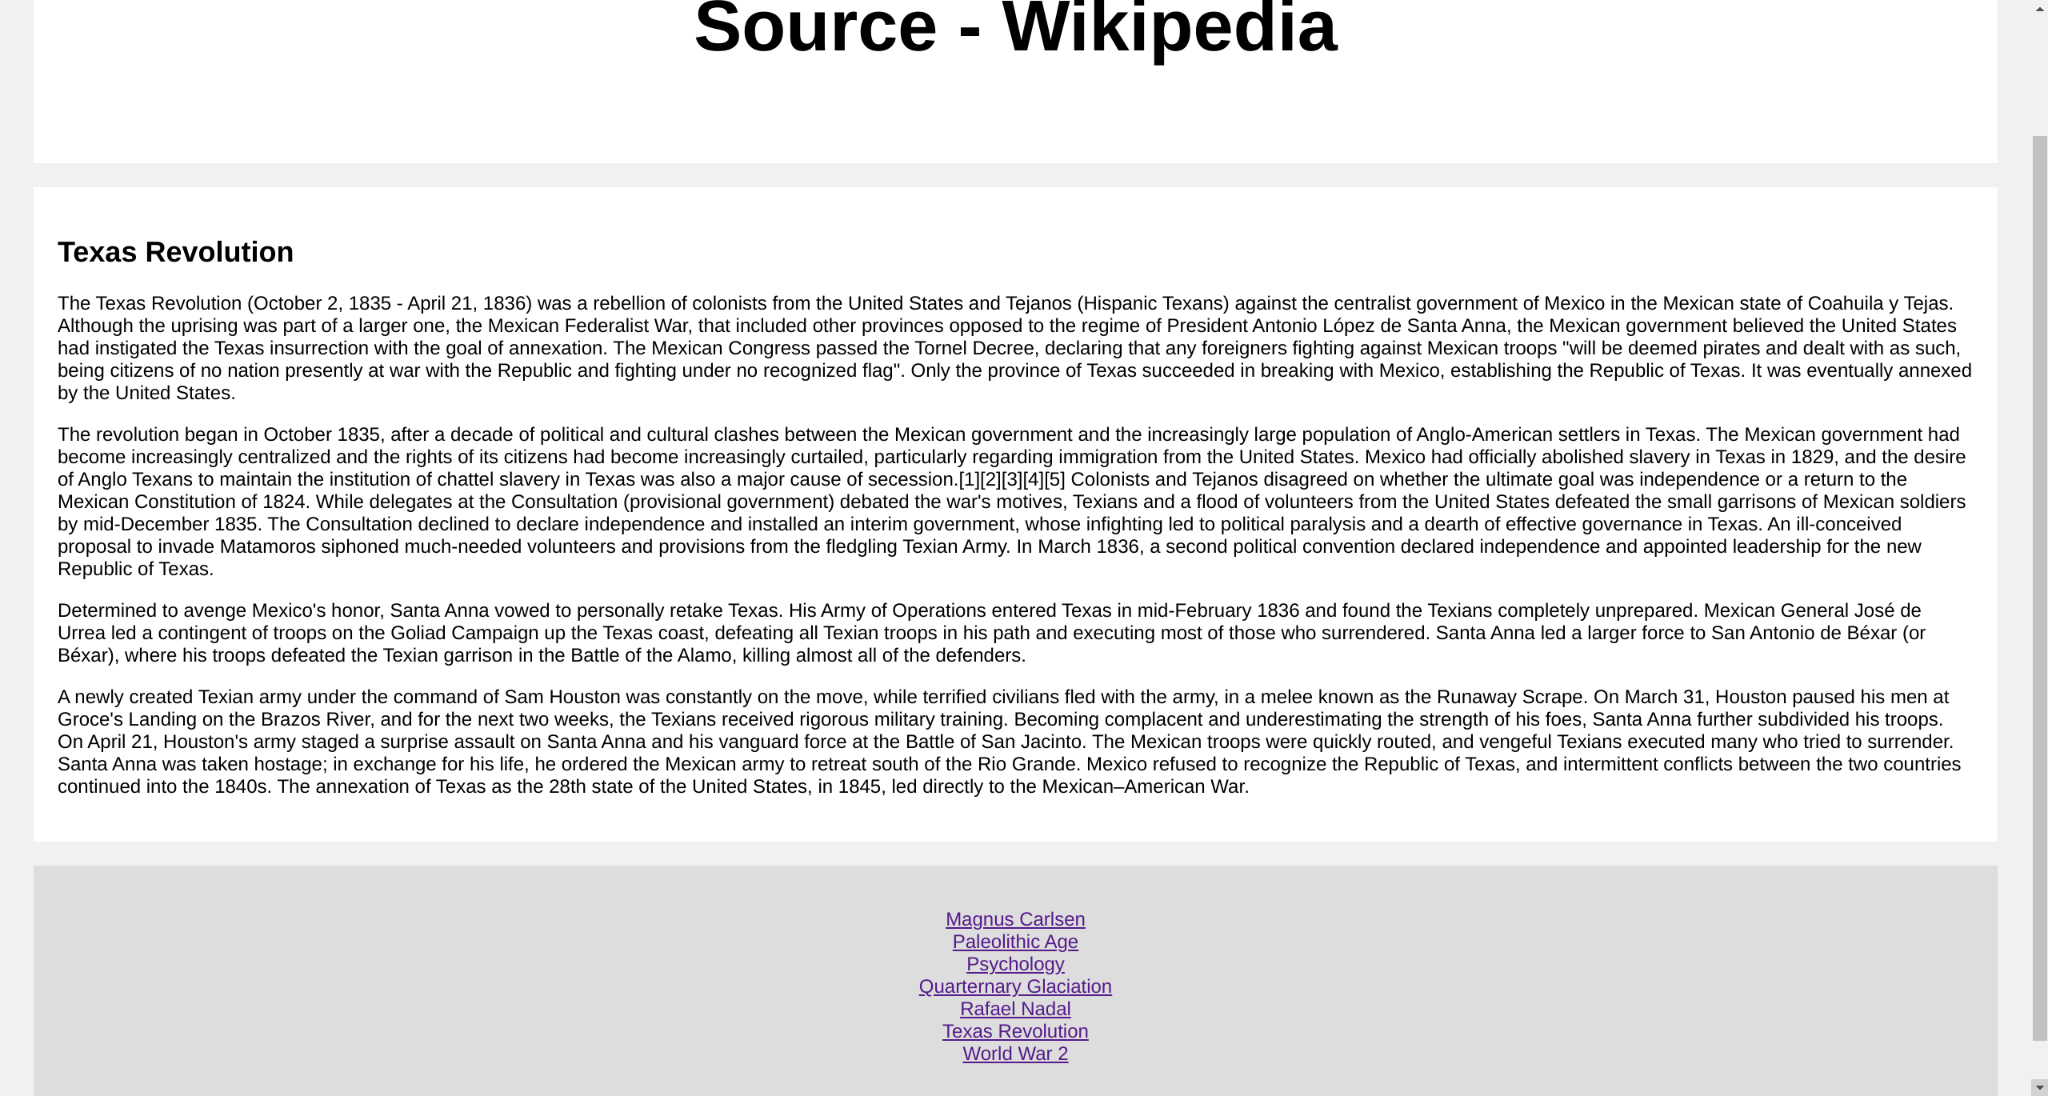 Source - Wikipedia
Texas Revolution
The Texas Revolution (October 2, 1835 - April 21, 1836) was a rebellion of colonists from the United States and Tejanos (Hispanic Texans) against the centralist government of Mexico in the Mexican state of Coahuila y Tejas.
Although the uprising was part of a larger one, the Mexican Federalist War, that included other provinces opposed to the regime of President Antonio López de Santa Anna, the Mexican government believed the United States
had instigated the Texas insurrection with the goal of annexation. The Mexican Congress passed the Tornel Decree, declaring that any foreigners fighting against Mexican troops "will be deemed pirates and dealt with as such,
being citizens of no nation presently at war with the Republic and fighting under no recognized flag". Only the province of Texas succeeded in breaking with Mexico, establishing the Republic of Texas. It was eventually annexed
by the United States.
The revolution began in October 1835, after a decade of political and cultural clashes between the Mexican government and the increasingly large population of Anglo-American settlers in Texas. The Mexican government had
become increasingly centralized and the rights of its citizens had become increasingly curtailed, particularly regarding immigration from the United States. Mexico had officially abolished slavery in Texas in 1829, and the desire
of Anglo Texans to maintain the institution of chattel slavery in Texas was also a major cause of secession.[1][2][3][4][5] Colonists and Tejanos disagreed on whether the ultimate goal was independence or a return to the
Mexican Constitution of 1824. While delegates at the Consultation (provisional government) debated the war's motives, Texians and a flood of volunteers from the United States defeated the small garrisons of Mexican soldiers
by mid-December 1835. The Consultation declined to declare independence and installed an interim government, whose infighting led to political paralysis and a dearth of effective governance in Texas. An ill-conceived
proposal to invade Matamoros siphoned much-needed volunteers and provisions from the fledgling Texian Army. In March 1836, a second political convention declared independence and appointed leadership for the new
Republic of Texas.
Determined to avenge Mexico's honor, Santa Anna vowed to personally retake Texas. His Army of Operations entered Texas in mid-February 1836 and found the Texians completely unprepared. Mexican General José de
Urrea led a contingent of troops on the Goliad Campaign up the Texas coast, defeating all Texian troops in his path and executing most of those who surrendered. Santa Anna led a larger force to San Antonio de Béxar (or
Béxar), where his troops defeated the Texian garrison in the Battle of the Alamo, killing almost all of the defenders.
A newly created Texian army under the command of Sam Houston was constantly on the move, while terrified civilians fled with the army, in a melee known as the Runaway Scrape. On March 31, Houston paused his men at
Groce's Landing on the Brazos River, and for the next two weeks, the Texians received rigorous military training. Becoming complacent and underestimating the strength of his foes, Santa Anna further subdivided his troops.
On April 21, Houston's army staged a surprise assault on Santa Anna and his vanguard force at the Battle of San Jacinto. The Mexican troops were quickly routed, and vengeful Texians executed many who tried to surrender.
Santa Anna was taken hostage; in exchange for his life, he ordered the Mexican army to retreat south of the Rio Grande. Mexico refused to recognize the Republic of Texas, and intermittent conflicts between the two countries
continued into the 1840s. The annexation of Texas as the 28th state of the United States, in 1845, led directly to the Mexican–American War.
Magnus Carlsen
Paleolithic Age
Psychology
Quarternary Glaciation
Rafael Nadal
Texas Revolution
World War 2